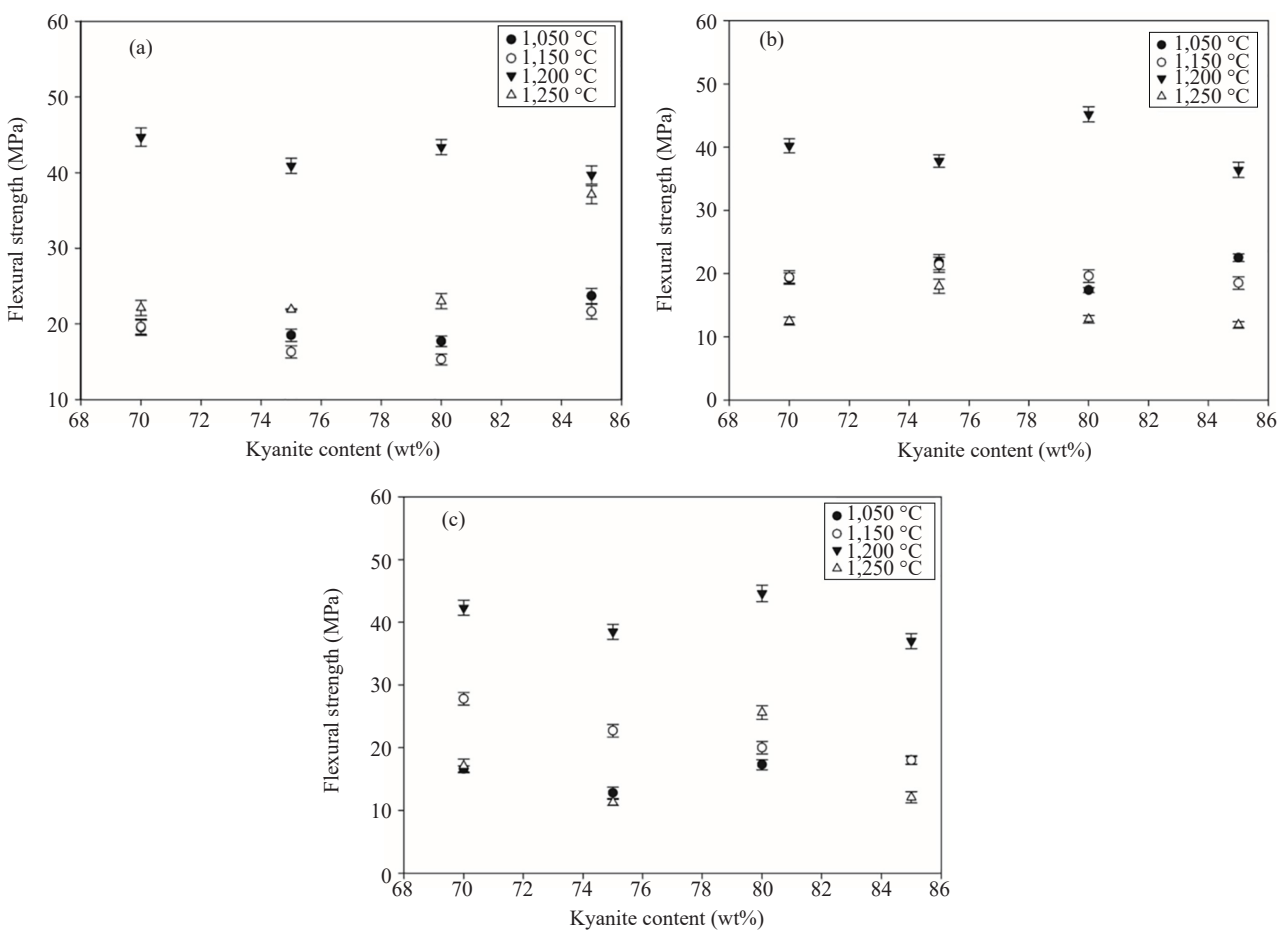 (a)
1,050 °C
1,150 °C
1,200 °C
1,250 °C
Flexural strength (MPa)
60
50
40
30
20
10
68 70 72 74 76 78 80 82 84 86
Kyanite content (wt%)
(b)
1,050 °C
1,150 °C
1,200 °C
1,250 °C
Flexural strength (MPa)
60
50
40
30
20
10
0
68 70 72 74 76 78 80 82 84 86
Kyanite content (wt%)
(c)
1,050 °C
1,150 °C
1,200 °C
1,250 °C
Flexural strength (MPa)
60
50
40
30
20
10
0
68 70 72 74 76 78 80 82 84 86
Kyanite content (wt%)